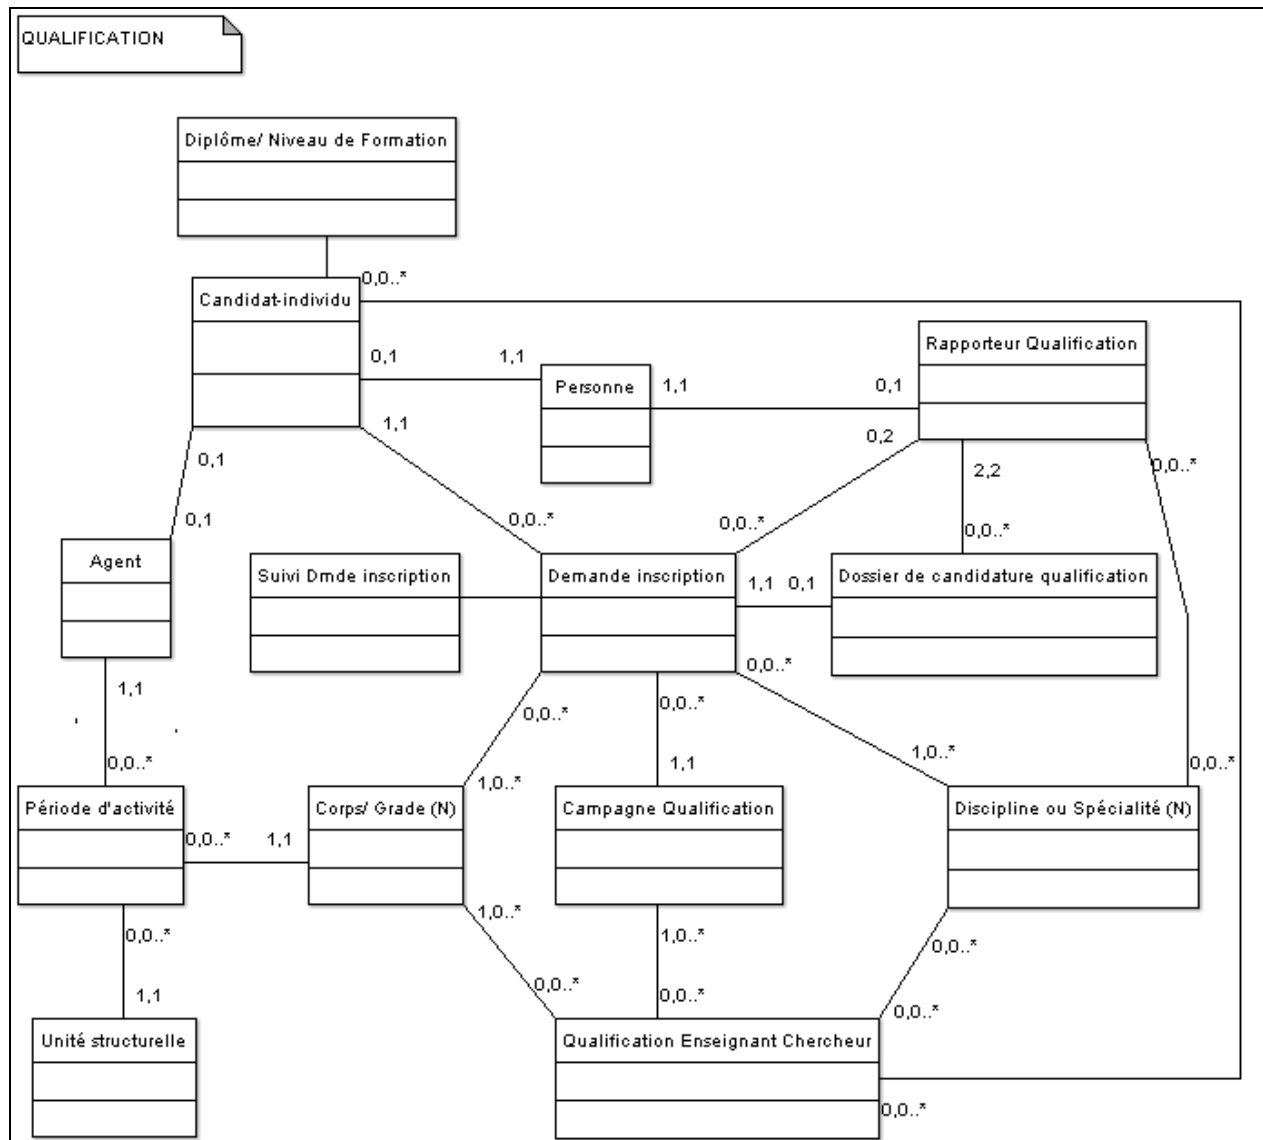 QUALIFICATION
Diplôme/ Niveau de Formation
0,0..*
Candidat-individu
0,1
1,1
Rapporteur Qualification
Personne
1,1
0,1
1,1
0,2
0,1
2,2
0,0..*
0,1
0,0..*
0,0..*
0,0..*
Agent
Suivi Dmde inscription
Demande inscription
1,1
0,1
Dossier de candidature qualification
1,1
0,0..*
0,0..*
0,0..*
0,0..*
1,0..*
1,1
1,0..*
0,0..*
Période d'activité
Corps/ Grade (N)
Campagne Qualification
Discipline ou Spécialité (N)
0,0..*
1,1
1,0..*
0,0..*
1,0..*
0,0..*
0,0..*
1,1
0,0..*
0,0..*
Unité structurelle
Qualification Enseignant Chercheur
0,0..*